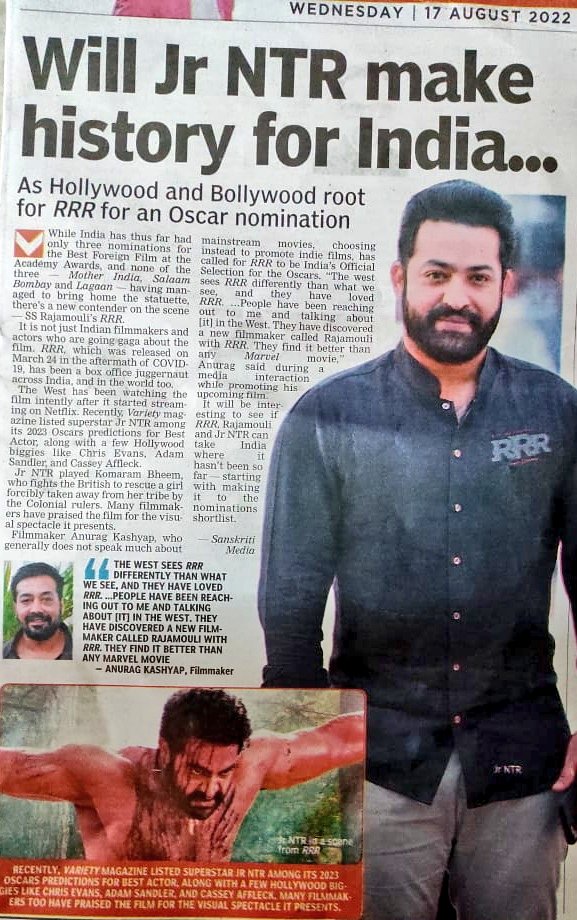 WEDNESDAY | 17 AUGUST 2022
Will Jr NTR make
history for India...
As Hollywood and Bollywood root
for RRR for an Oscar nomination
While India has thus far had
only three nominations for
the Best Foreign Film at the
Academy Awards, and none of the
three — Mother India, Salaam
Bombay and Lagaan — having man-
aged to bring home the statuette,
there's a new contender on the scene
— SS Rajamouli's RRR.
It is not just Indian filmmakers and
actors who are going gaga about the
film. RRR, which was released on
March 24 in the aftermath of COVID-
19, has been a box office juggernaut
across India, and in the world too.
The West has been watching the
film intently after it started stream-
ing on Netflix. Recently, Variety mag-
azine listed superstar Jr NTR among
its 2023 Oscars predictions for Best
Actor, along with a few Hollywood
biggies like Chris Evans, Adam
Sandler, and Cassey Affleck.
Jr NTR played Komaram Bheem,
who fights the British to rescue a girl
forcibly taken away from her tribe by
the Colonial rulers. Many filmmak-
ers have praised the film for the visu-
al spectacle it presents.
Filmmaker Anurag Kashyap, who
generally does not speak much about
mainstream movies, choosing
instead to promote indie films, has
called for RRR to be India's Official
Selection for the Oscars. "The west
sees RRR differently than what we
see, and they have loved
RRR. ...People have been reaching
out to me and talking about
[it] in the West. They have discovered
a new filmmaker called Rajamouli
with RRR. They find it better than
any Marvel movie,"
Anurag said during a
media interaction
while promoting his
upcoming film.
It will be inter-
esting to see if
RRR, Rajamouli
and Jr NTR can
take India
where it
hasn't been so
far – starting
with making
it to the
nominations
shortlist.
— Sanskriti
Media
THE WEST SEES RRR
DIFFERENTLY THAN WHAT
WE SEE, AND THEY HAVE LOVED
RRR. ...PEOPLE HAVE BEEN REACH-
ING OUT TO ME AND TALKING
ABOUT [IT] IN THE WEST. THEY
HAVE DISCOVERED A NEW FILM-
MAKER CALLED RAJAMOULI WITH
RRR. THEY FIND IT BETTER THAN
ANY MARVEL MOVIE
— ANURAG KASHYAP, Filmmaker
RRR
Jr NTR
Jr NTR in a scene
from RRR
RECENTLY, VARIETY MAGAZINE LISTED SUPERSTAR JR NTR AMONG ITS 2023
OSCARS PREDICTIONS FOR BEST ACTOR, ALONG WITH A FEW HOLLYWOOD BIG-
GIES LIKE CHRIS EVANS, ADAM SANDLER, AND CASSEY AFFLECK. MANY FILMMAK-
ERS TOO HAVE PRAISED THE FILM FOR THE VISUAL SPECTACLE IT PRESENTS.